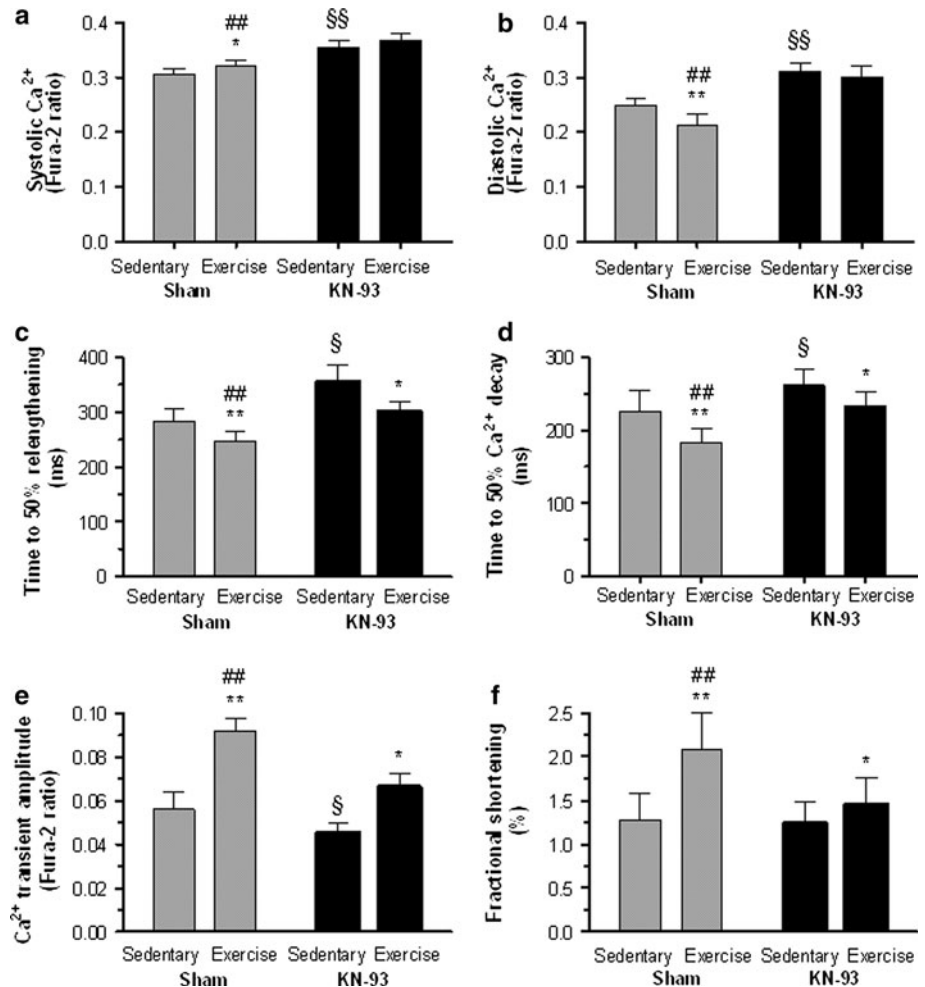 a
Systolic Ca2+
(Fura-2 ratio)
0.4
0.3
0.2
0.1
0.0
##
*
§§
Sedentary Exercise Sedentary Exercise
Sham KN-93
b
Diastolic Ca2+
(Fura-2 ratio)
0.4
0.3
0.2
0.1
0.0
##
**
§§
Sedentary Exercise Sedentary Exercise
Sham KN-93
c
Time to 50% relengthening
(ms)
400
300
200
100
0
##
**
§
*
Sedentary Exercise Sedentary Exercise
Sham KN-93
d
Time to 50% Ca2+ decay
(ms)
300
200
100
0
##
**
§
*
Sedentary Exercise Sedentary Exercise
Sham KN-93
e
Ca2+ transient amplitude
(Fura-2 ratio)
0.10
0.08
0.06
0.04
0.02
0.00
##
**
§
*
Sedentary Exercise Sedentary Exercise
Sham KN-93
f
Fractional shortening
(%)
2.5
2.0
1.5
1.0
0.5
0.0
##
**
*
Sedentary Exercise Sedentary Exercise
Sham KN-93